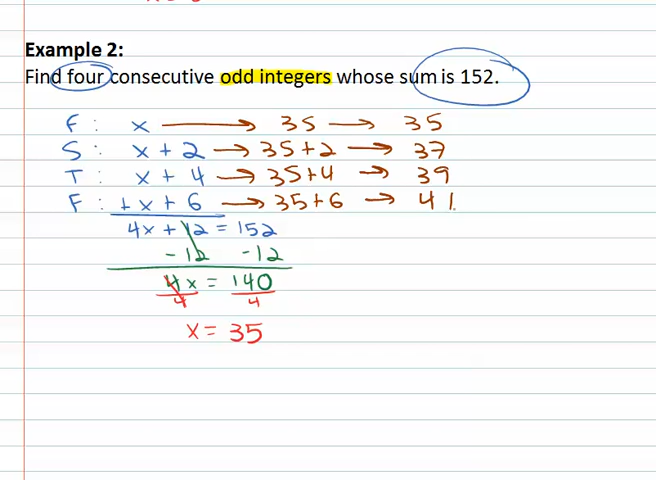 Example 2:
Find four consecutive odd integers whose sum is 152.
F: x → 35 → 35
S: x + 2 → 35+2 → 37
T: x + 4 → 35+4 → 39
F: + x + 6 → 35+6 → 41
4x + 12 = 152
- 12 -12
4x = 140
4 4
x = 35